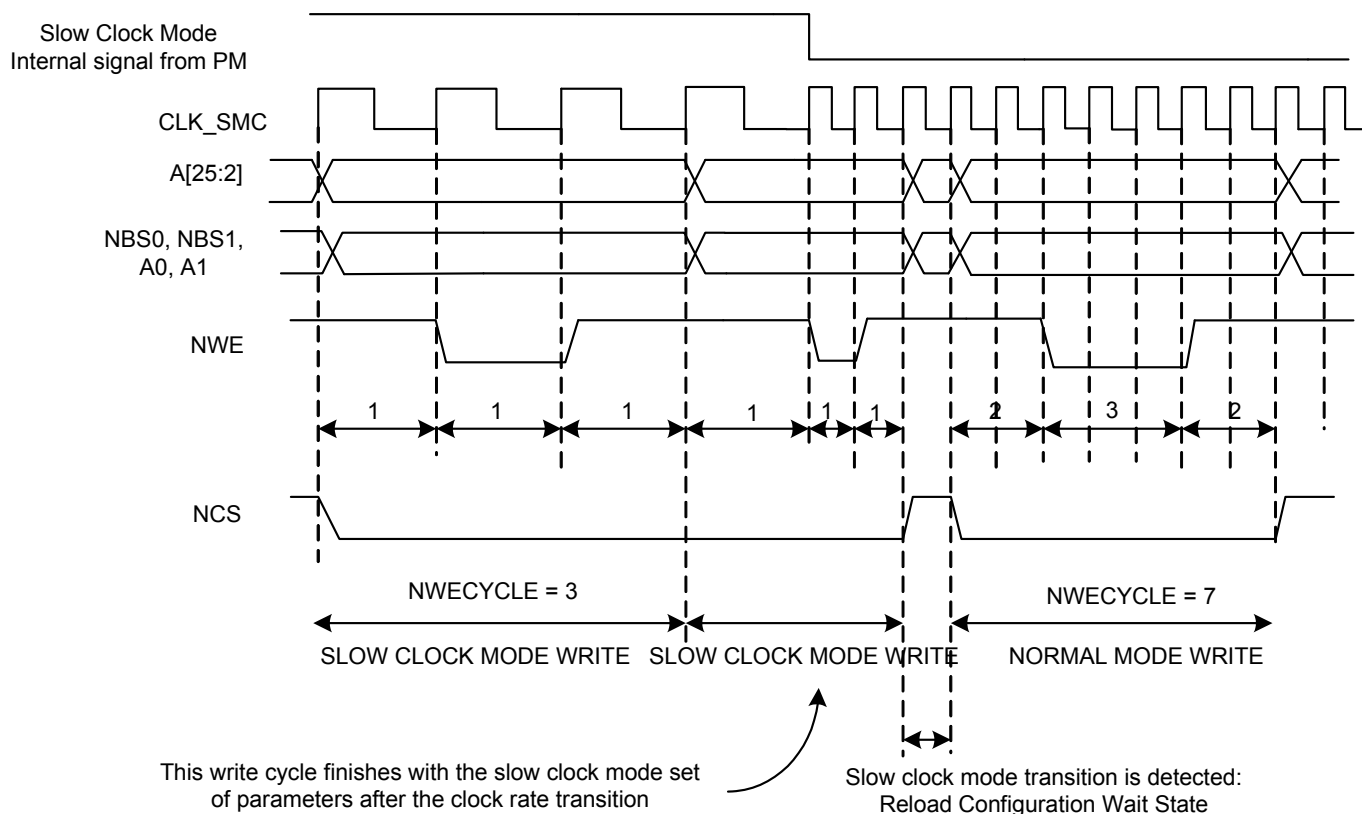 Slow Clock Mode
Internal signal from PM
CLK_SMC
A[25:2]
NBS0, NBS1,
A0, A1
NWE
1 1 1 1 1 1 2 3 2
NCS
NWECYCLE = 3 NWECYCLE = 7
SLOW CLOCK MODE WRITE SLOW CLOCK MODE WRITE NORMAL MODE WRITE
This write cycle finishes with the slow clock mode set
of parameters after the clock rate transition
Slow clock mode transition is detected:
Reload Configuration Wait State